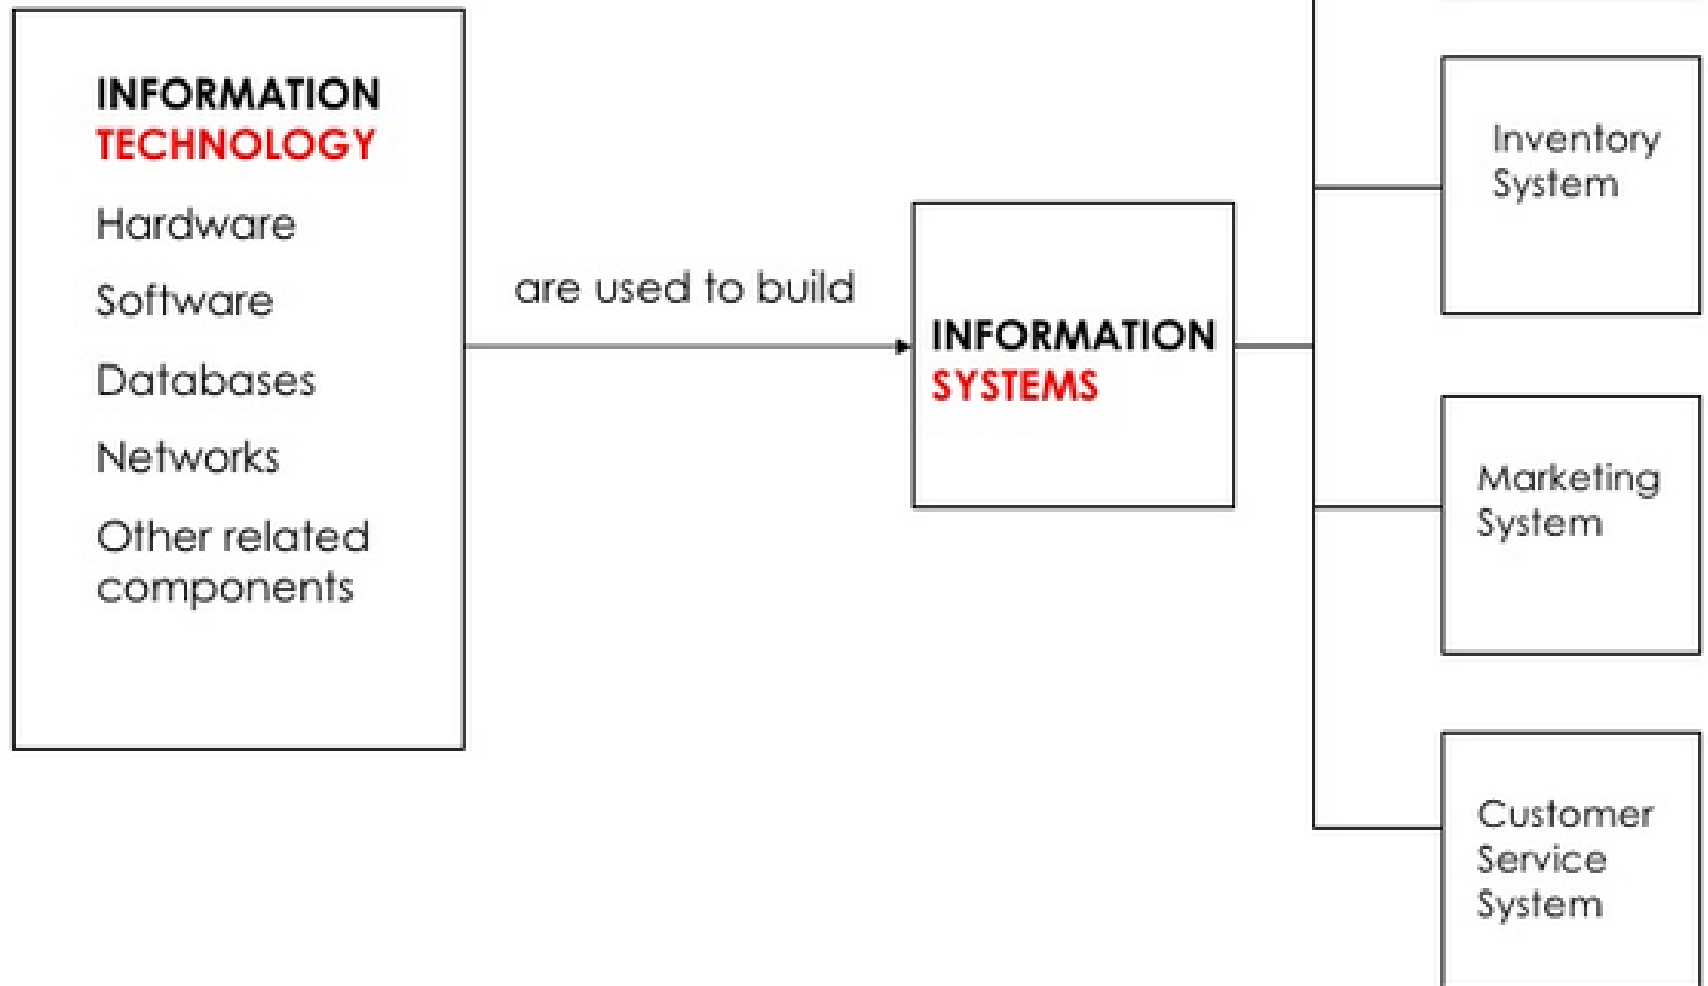 INFORMATION
TECHNOLOGY
Hardware
Software
Databases
Networks
Other related
components
are used to build
INFORMATION
SYSTEMS
Inventory
System
Marketing
System
Customer
Service
System